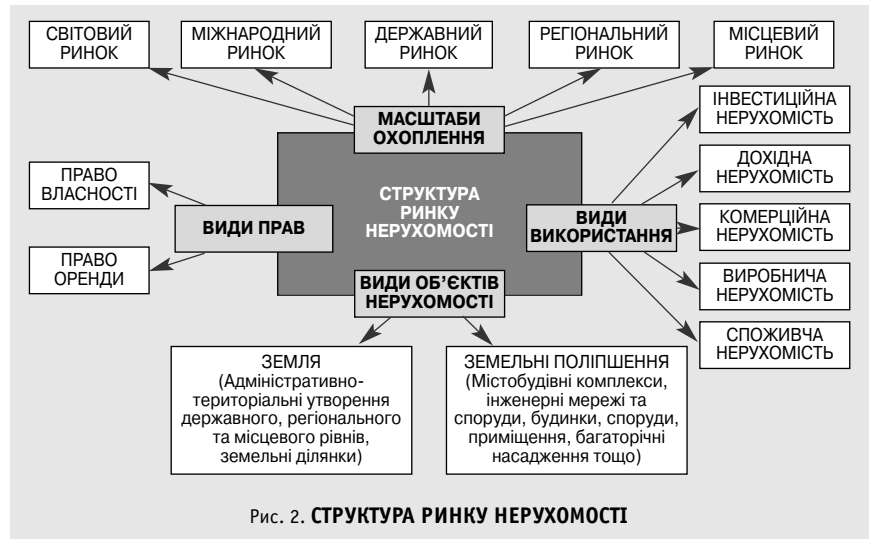 СВІТОВИЙ
РИНОК
МІЖНАРОДНИЙ
РИНОК
ДЕРЖАВНИЙ
РИНОК
РЕГІОНАЛЬНИЙ
РИНОК
МІСЦЕВИЙ
РИНОК
МАСШТАБИ
ОХОПЛЕННЯ
ПРАВО
ВЛАСНОСТІ
ПРАВО
ОРЕНДИ
ВИДИ ПРАВ
СТРУКТУРА
РИНКУ
НЕРУХОМОСТІ
ВИДИ
ВИКОРИСТАННЯ
ІНВЕСТИЦІЙНА
НЕРУХОМІСТЬ
ДОХІДНА
НЕРУХОМІСТЬ
КОМЕРЦІЙНА
НЕРУХОМІСТЬ
ВИРОБНИЧА
НЕРУХОМІСТЬ
СПОЖИВЧА
НЕРУХОМІСТЬ
ВИДИ ОБ’ЄКТІВ
НЕРУХОМОСТІ
ЗЕМЛЯ
(Адміністративно-
територіальні утворення
державного, регіонального
та місцевого рівнів,
земельні ділянки)
ЗЕМЕЛЬНІ ПОЛІПШЕННЯ
(Містобудівні комплекси,
інженерні мережі та
споруди, будинки, споруди,
приміщення, багаторічні
насадження тощо)
Рис. 2. СТРУКТУРА РИНКУ НЕРУХОМОСТІ